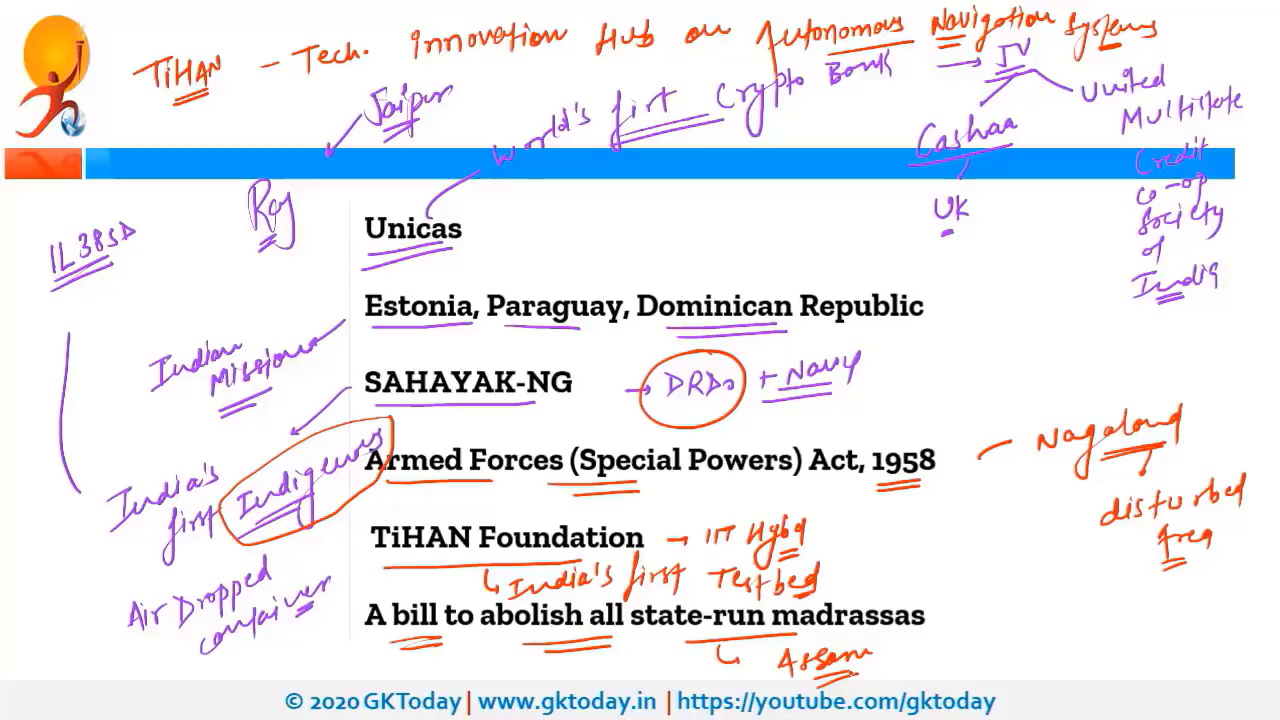 TiHAN - Tech. Innovation Hub on Autonomous Navigation Systems
Jaipur
World's first Crypto Bank → JV
United
Multistate
Credit
Co-op
Society
of
India
Cashaa
UK
Raj
IL38SD
Unicas
Estonia, Paraguay, Dominican Republic
Indian
Missions
SAHAYAK-NG → DRDO + Navy
India's
first Indigenous
Air Dropped
container
Armed Forces (Special Powers) Act, 1958 - Nagaland
disturbed
Area
TiHAN Foundation → IIT Hybd
India's first Testbed
A bill to abolish all state-run madrassas
Assam
© 2020 GKToday | www.gktoday.in | https://youtube.com/gktoday